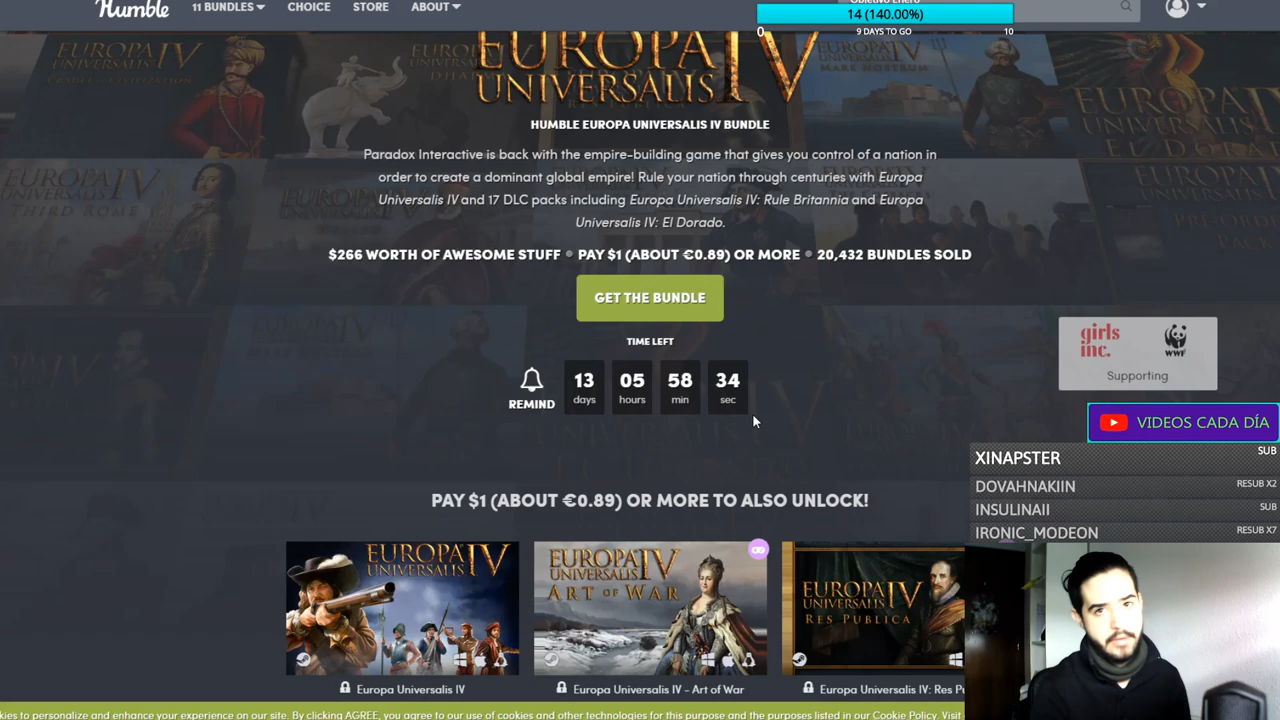 Humble
11 BUNDLES
CHOICE
STORE
ABOUT
14 (140.00%)
0
9 DAYS TO GO
10
EUROPA
UNIVERSALIS IV
HUMBLE EUROPA UNIVERSALIS IV BUNDLE
Paradox Interactive is back with the empire-building game that gives you control of a nation in
order to create a dominant global empire! Rule your nation through centuries with Europa
Universalis IV and 17 DLC packs including Europa Universalis IV: Rule Britannia and Europa
Universalis IV: El Dorado.
$266 WORTH OF AWESOME STUFF • PAY $1 (ABOUT €0.89) OR MORE • 20,432 BUNDLES SOLD
GET THE BUNDLE
TIME LEFT
REMIND
13 05 58 34
days hours min sec
girls inc.
WWF
Supporting
VIDEOS CADA DÍA
XINAPSTER SUB
DOVAHNAKIIN RESUB X2
INSULINAII SUB
IRONIC_MODEON RESUB X7
PAY $1 (ABOUT €0.89) OR MORE TO ALSO UNLOCK!
EUROPA IV
UNIVERSALIS
EUROPA IV
UNIVERSALIS
ART OF WAR
EUROPA IV
UNIVERSALIS
RES PUBLICA
Europa Universalis IV
Europa Universalis IV - Art of War
Europa Universalis IV: Res Pu
kies to personalize and enhance your experience on our site. By clicking AGREE, you agree to our use of cookies and other technologies for this purpose and the purposes listed in our Cookie Policy. Visit